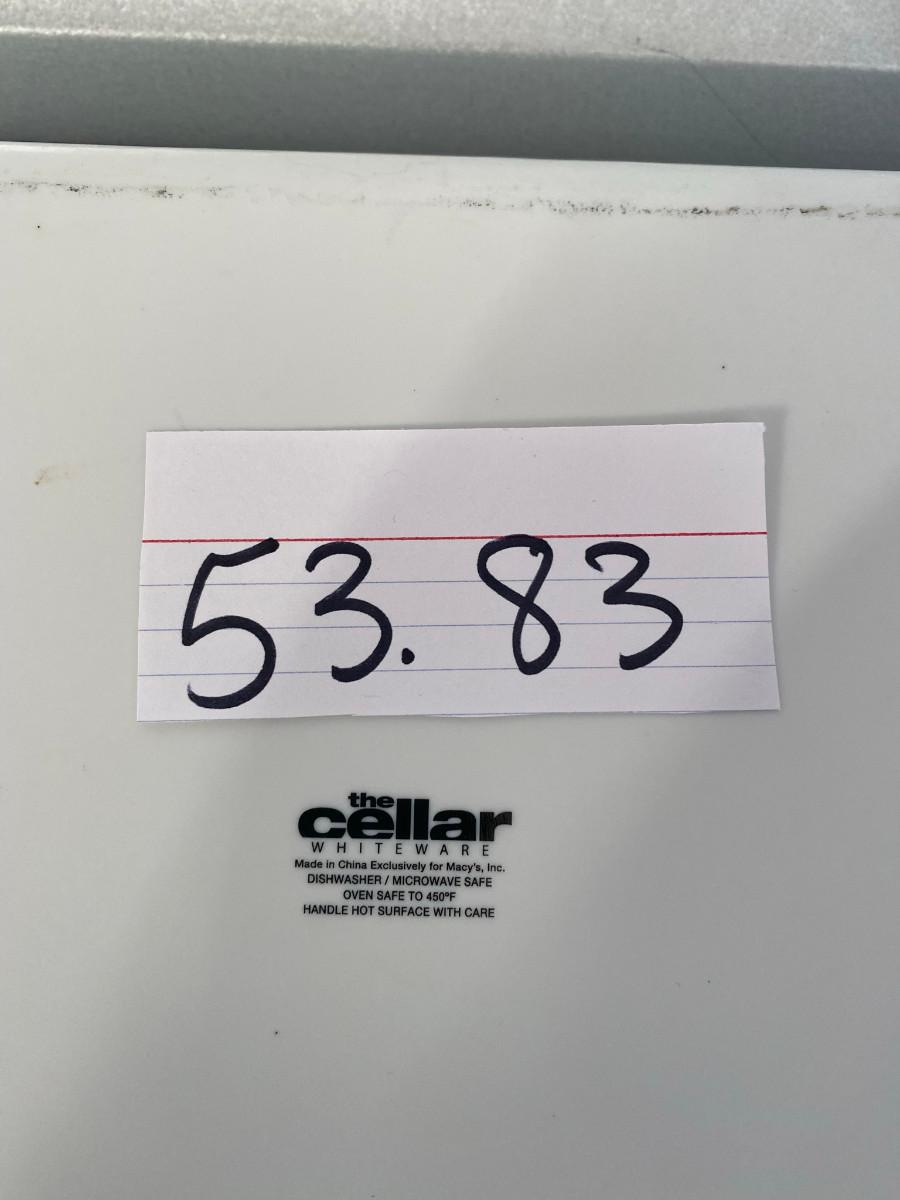 53.83
the
cellar
WHITEWARE
Made in China Exclusively for Macy's, Inc.
DISHWASHER / MICROWAVE SAFE
OVEN SAFE TO 450°F
HANDLE HOT SURFACE WITH CARE